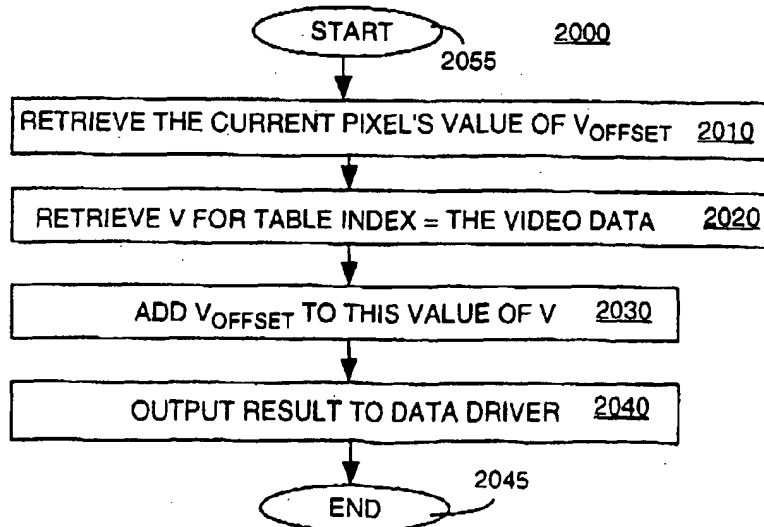 START 2000
2055
RETRIEVE THE CURRENT PIXEL'S VALUE OF VOFFSET 2010
RETRIEVE V FOR TABLE INDEX = THE VIDEO DATA 2020
ADD VOFFSET TO THIS VALUE OF V 2030
OUTPUT RESULT TO DATA DRIVER 2040
2045
END